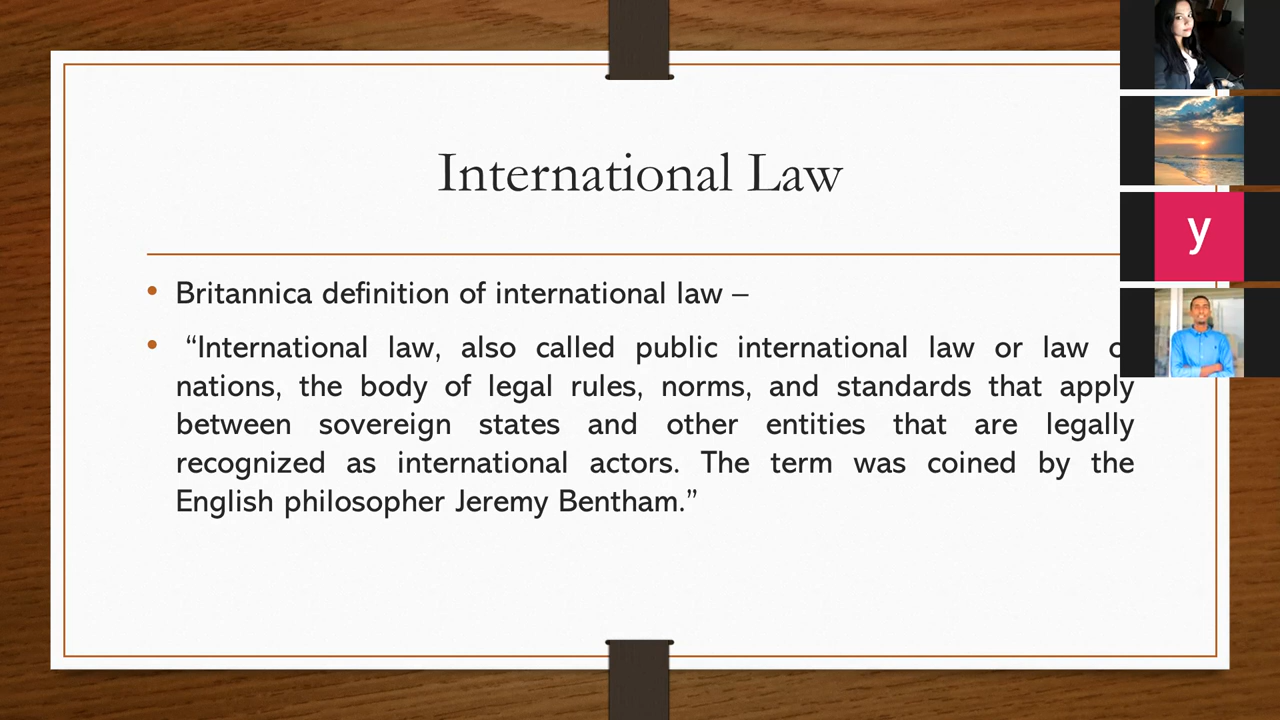 International Law
• Britannica definition of international law –
• “International law, also called public international law or law
nations, the body of legal rules, norms, and standards that apply
between sovereign states and other entities that are legally
recognized as international actors. The term was coined by the
English philosopher Jeremy Bentham.”
y